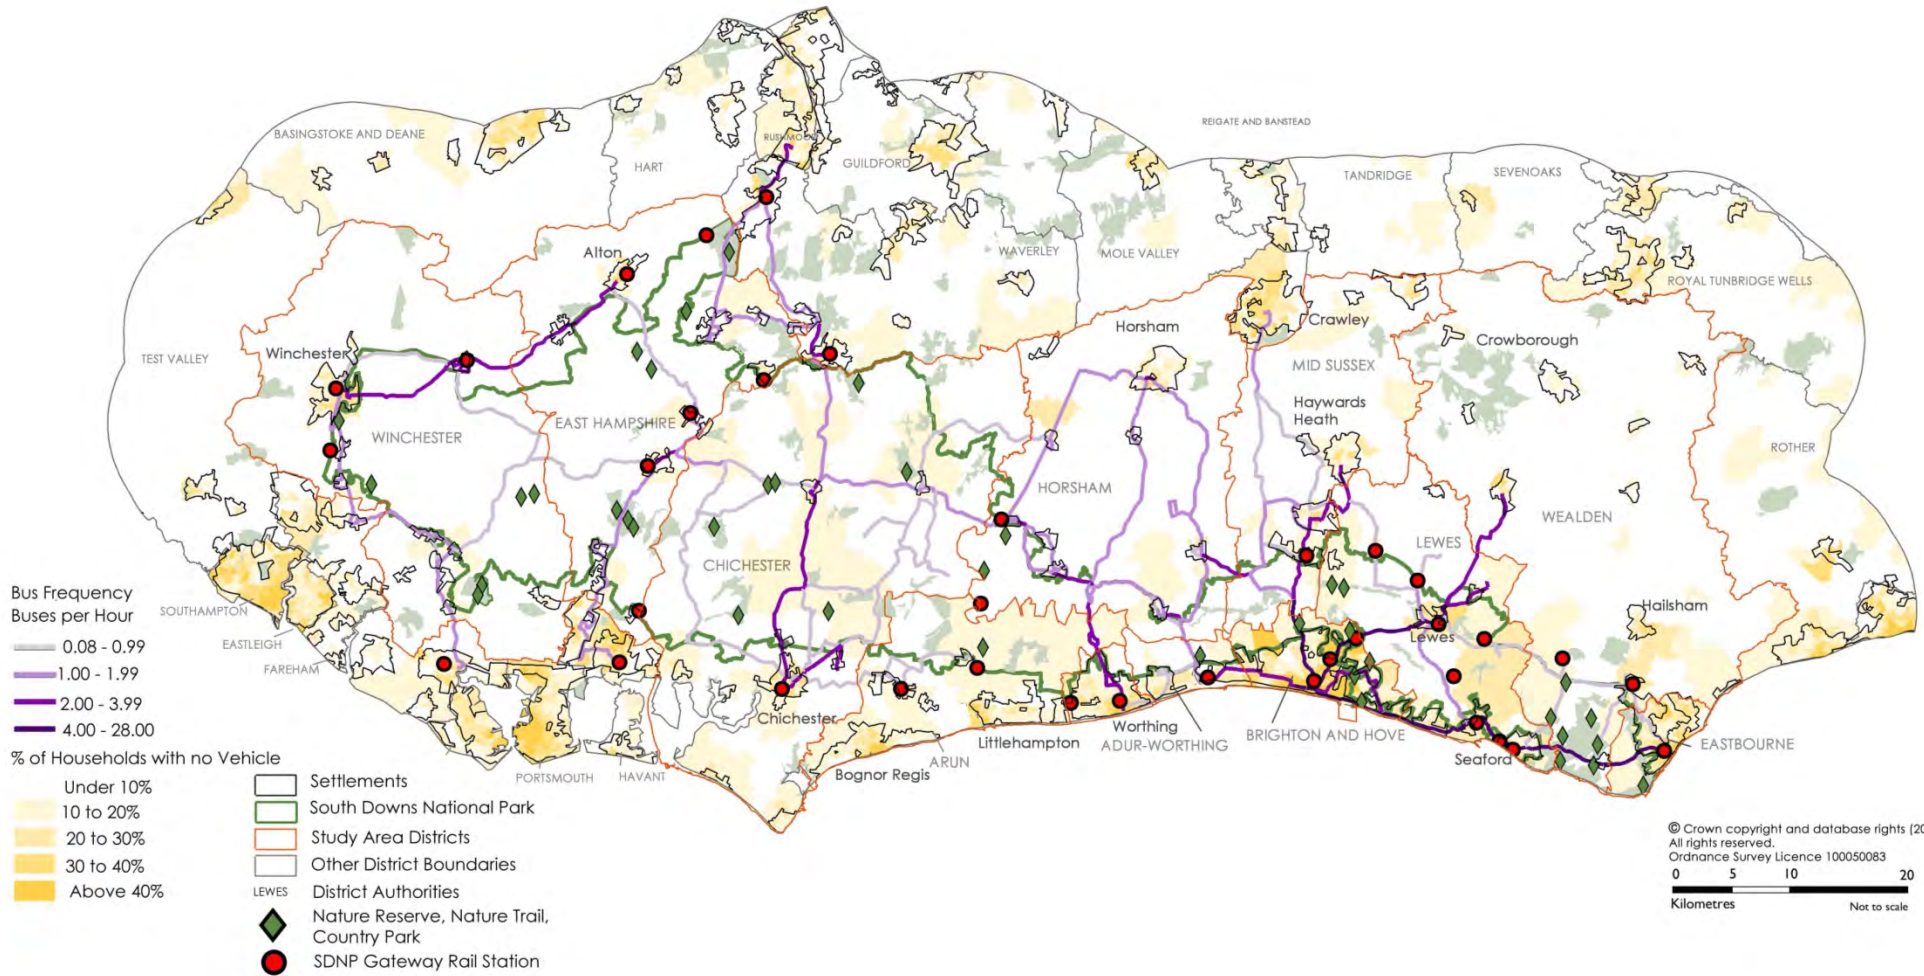 REIGATE AND BANSTEAD
BASINGSTOKE AND DEANE
RUSHMOOR
HART
GUILDFORD
TANDRIDGE
SEVENOAKS
WAVERLEY
MOLE VALLEY
Alton
ROYAL TUNBRIDGE WELLS
Horsham
Crawley
Crowborough
TEST VALLEY
Winchester
MID SUSSEX
Haywards
Heath
WINCHESTER
EAST HAMPSHIRE
ROTHER
HORSHAM
WEALDEN
LEWES
CHICHESTER
Hailsham
Lewes
SOUTHAMPTON
EASTLEIGH
FAREHAM
Chichester
Worthing
Littlehampton
ADUR-WORTHING
BRIGHTON AND HOVE
EASTBOURNE
Seaford
ARUN
Bognor Regis
PORTSMOUTH
HAVANT
Bus Frequency
Buses per Hour
0.08 - 0.99
1.00 - 1.99
2.00 - 3.99
4.00 - 28.00
% of Households with no Vehicle
Under 10%
10 to 20%
20 to 30%
30 to 40%
Above 40%
Settlements
South Downs National Park
Study Area Districts
Other District Boundaries
LEWES District Authorities
Nature Reserve, Nature Trail,
Country Park
SDNP Gateway Rail Station
© Crown copyright and database rights (20
All rights reserved.
Ordnance Survey Licence 100050083
0 5 10 20
Kilometres Not to scale